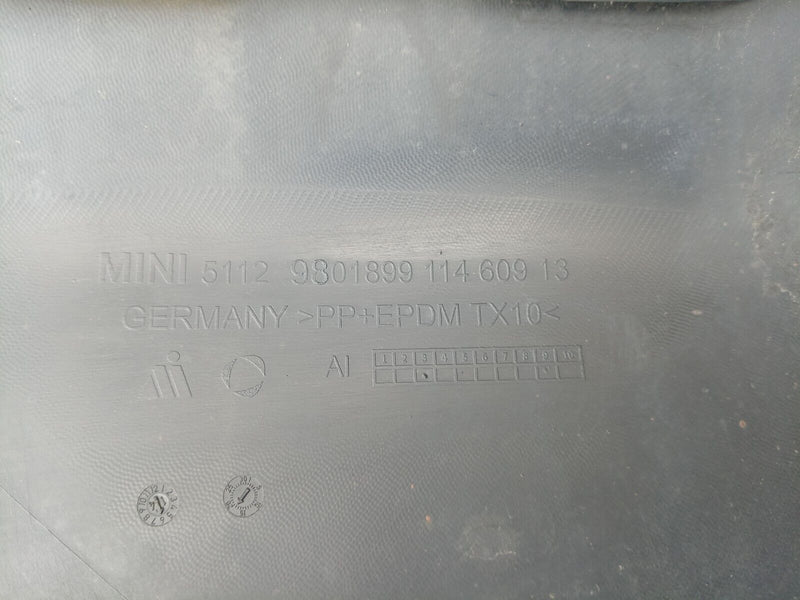 MINI 5112 9801899 114 609 13
GERMANY >PP+EPDM TX10<
AI
1 2 3 4 5 6 7 8 9 10